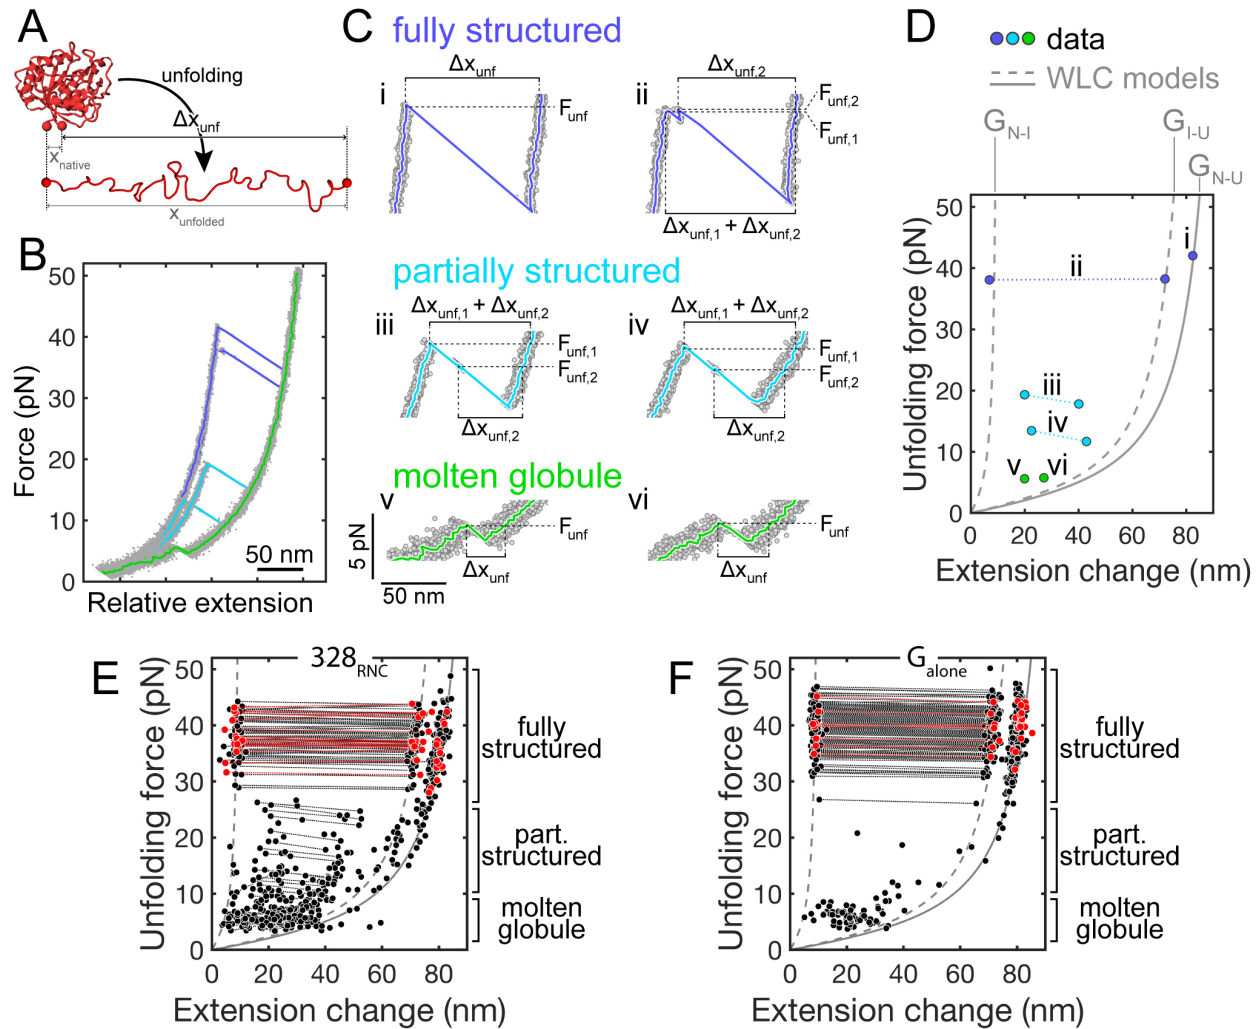 A
unfolding
Δxunf
xnative
xunfolded
B
Force (pN)
50
40
30
20
10
0
50 nm
Relative extension
C
fully structured
i
Δxunf
Funf
ii
Δxunf,2
Funf,2
Funf,1
Δxunf,1 + Δxunf,2
partially structured
iii
Δxunf,1 + Δxunf,2
Funf,1
Funf,2
Δxunf,2
iv
Δxunf,1 + Δxunf,2
Funf,1
Funf,2
Δxunf,2
molten globule
v
5 pN
50 nm
Δxunf
vi
Funf
Δxunf
D
data
WLC models
GN-I
GI-U
GN-U
Unfolding force (pN)
50
40
30
20
10
0
i
ii
iii
iv
v
vi
0 20 40 60 80
Extension change (nm)
E
328RNC
Unfolding force (pN)
50
40
30
20
10
0
fully
structured
part.
structured
molten
globule
0 20 40 60 80
Extension change (nm)
F
Galone
Unfolding force (pN)
50
40
30
20
10
0
fully
structured
part.
structured
molten
globule
0 20 40 60 80
Extension change (nm)